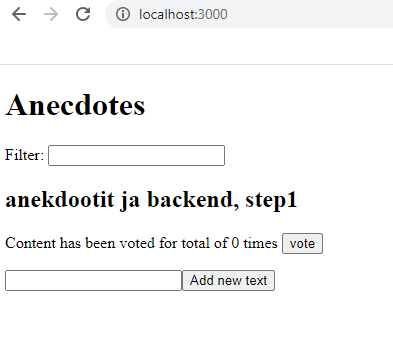 localhost:3000
Anecdotes
Filter:
anekdootit ja backend, step1
Content has been voted for total of 0 times vote
Add new text